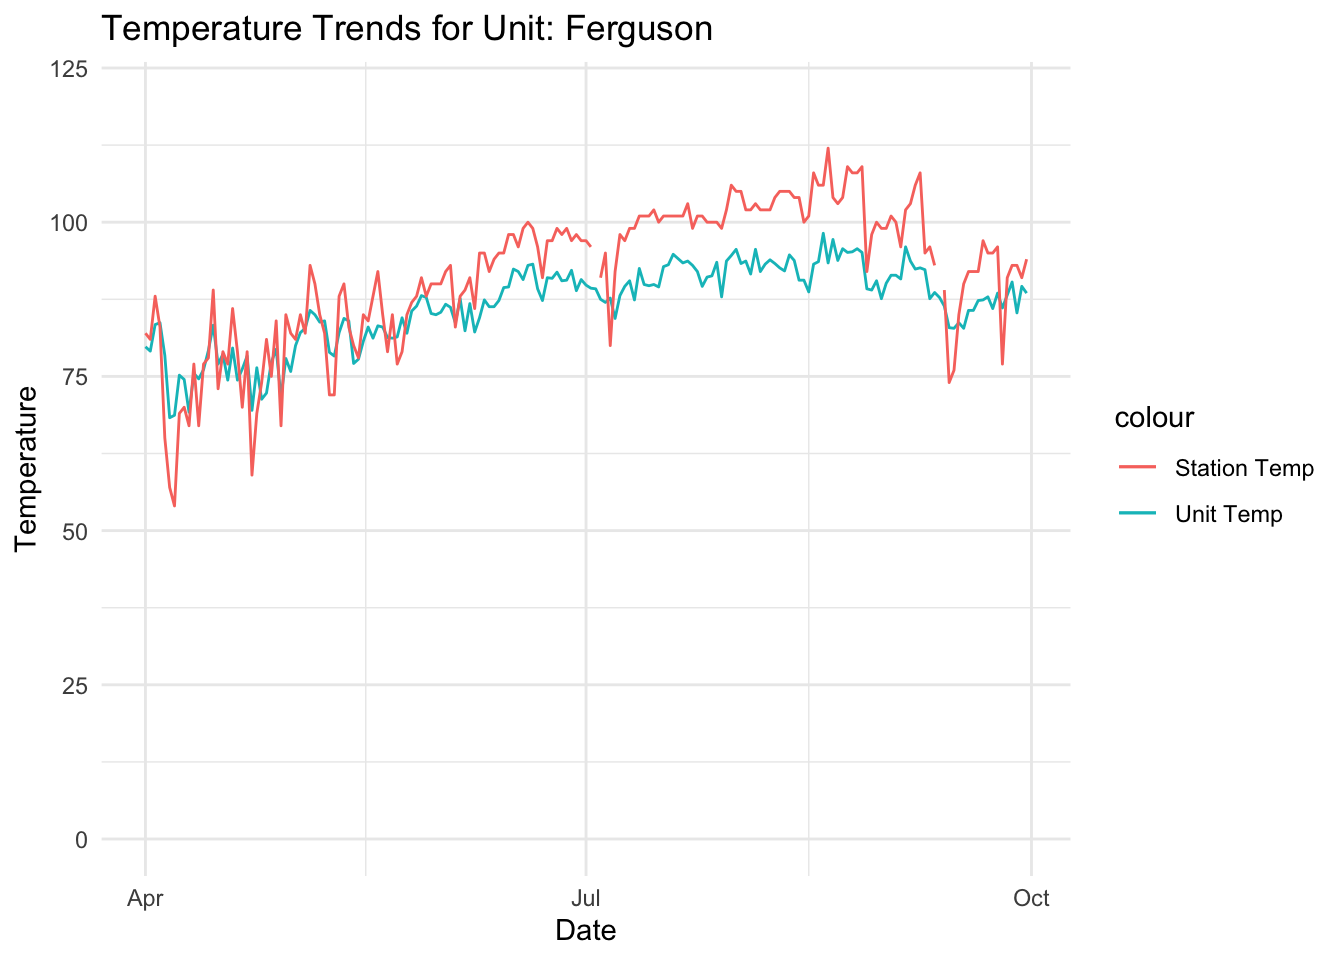 Temperature Trends for Unit: Ferguson
125
100
75
50
25
0
Temperature
Apr
Jul
Oct
Date
colour
Station Temp
Unit Temp